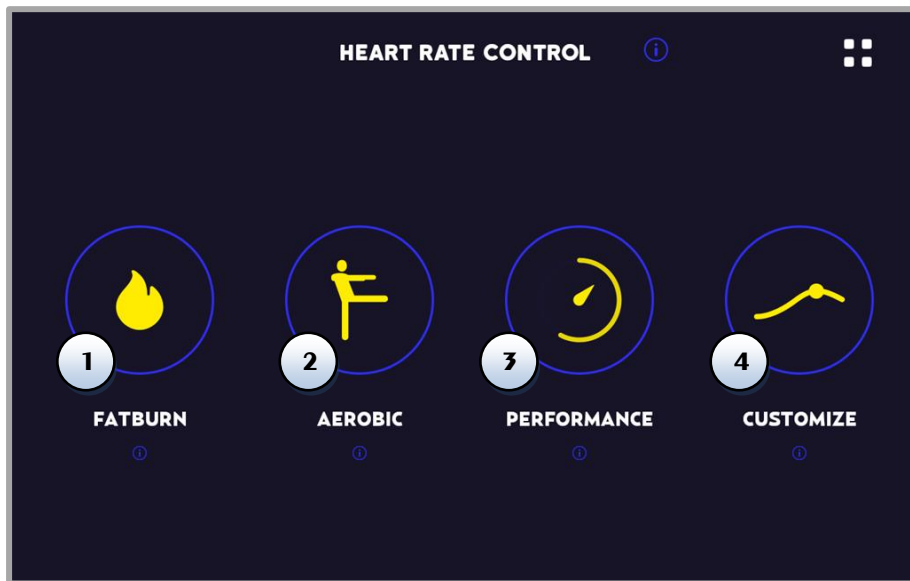 HEART RATE CONTROL
1
2
3
4
FATBURN
AEROBIC
PERFORMANCE
CUSTOMIZE